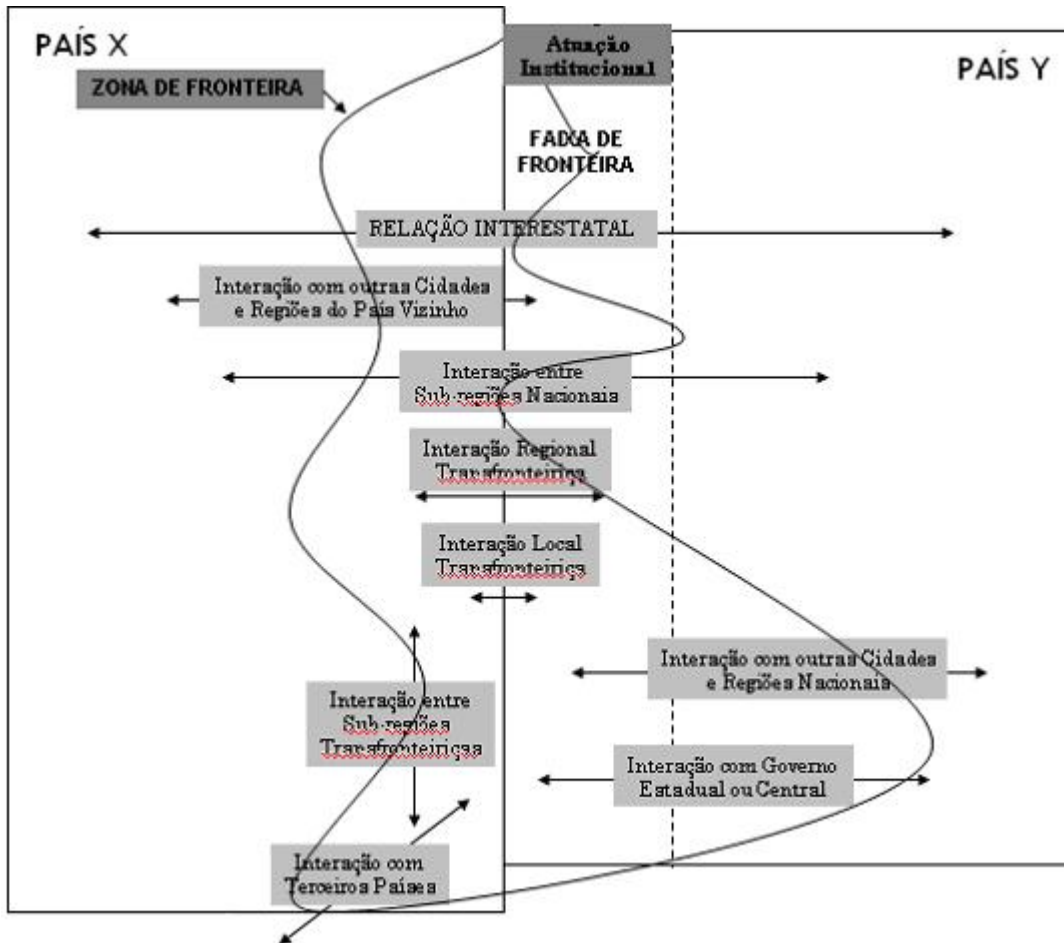 PAÍS X
ZONA DE FRONTEIRA
Atuação
Institucional
PAÍS Y
FAIXA DE
FRONTEIRA
RELAÇÃO INTERESTATAL
Interação com outras Cidades
e Regiões do País Vizinho
Interação entre
Sub-regiões Nacionais
Interação Regional
Transfronteiriça
Interação Local
Transfronteiriça
Interação com outras Cidades
e Regiões Nacionais
Interação entre
Sub-regiões
Transfronteiriças
Interação com Governo
Estadual ou Central
Interação com
Terceiros Países